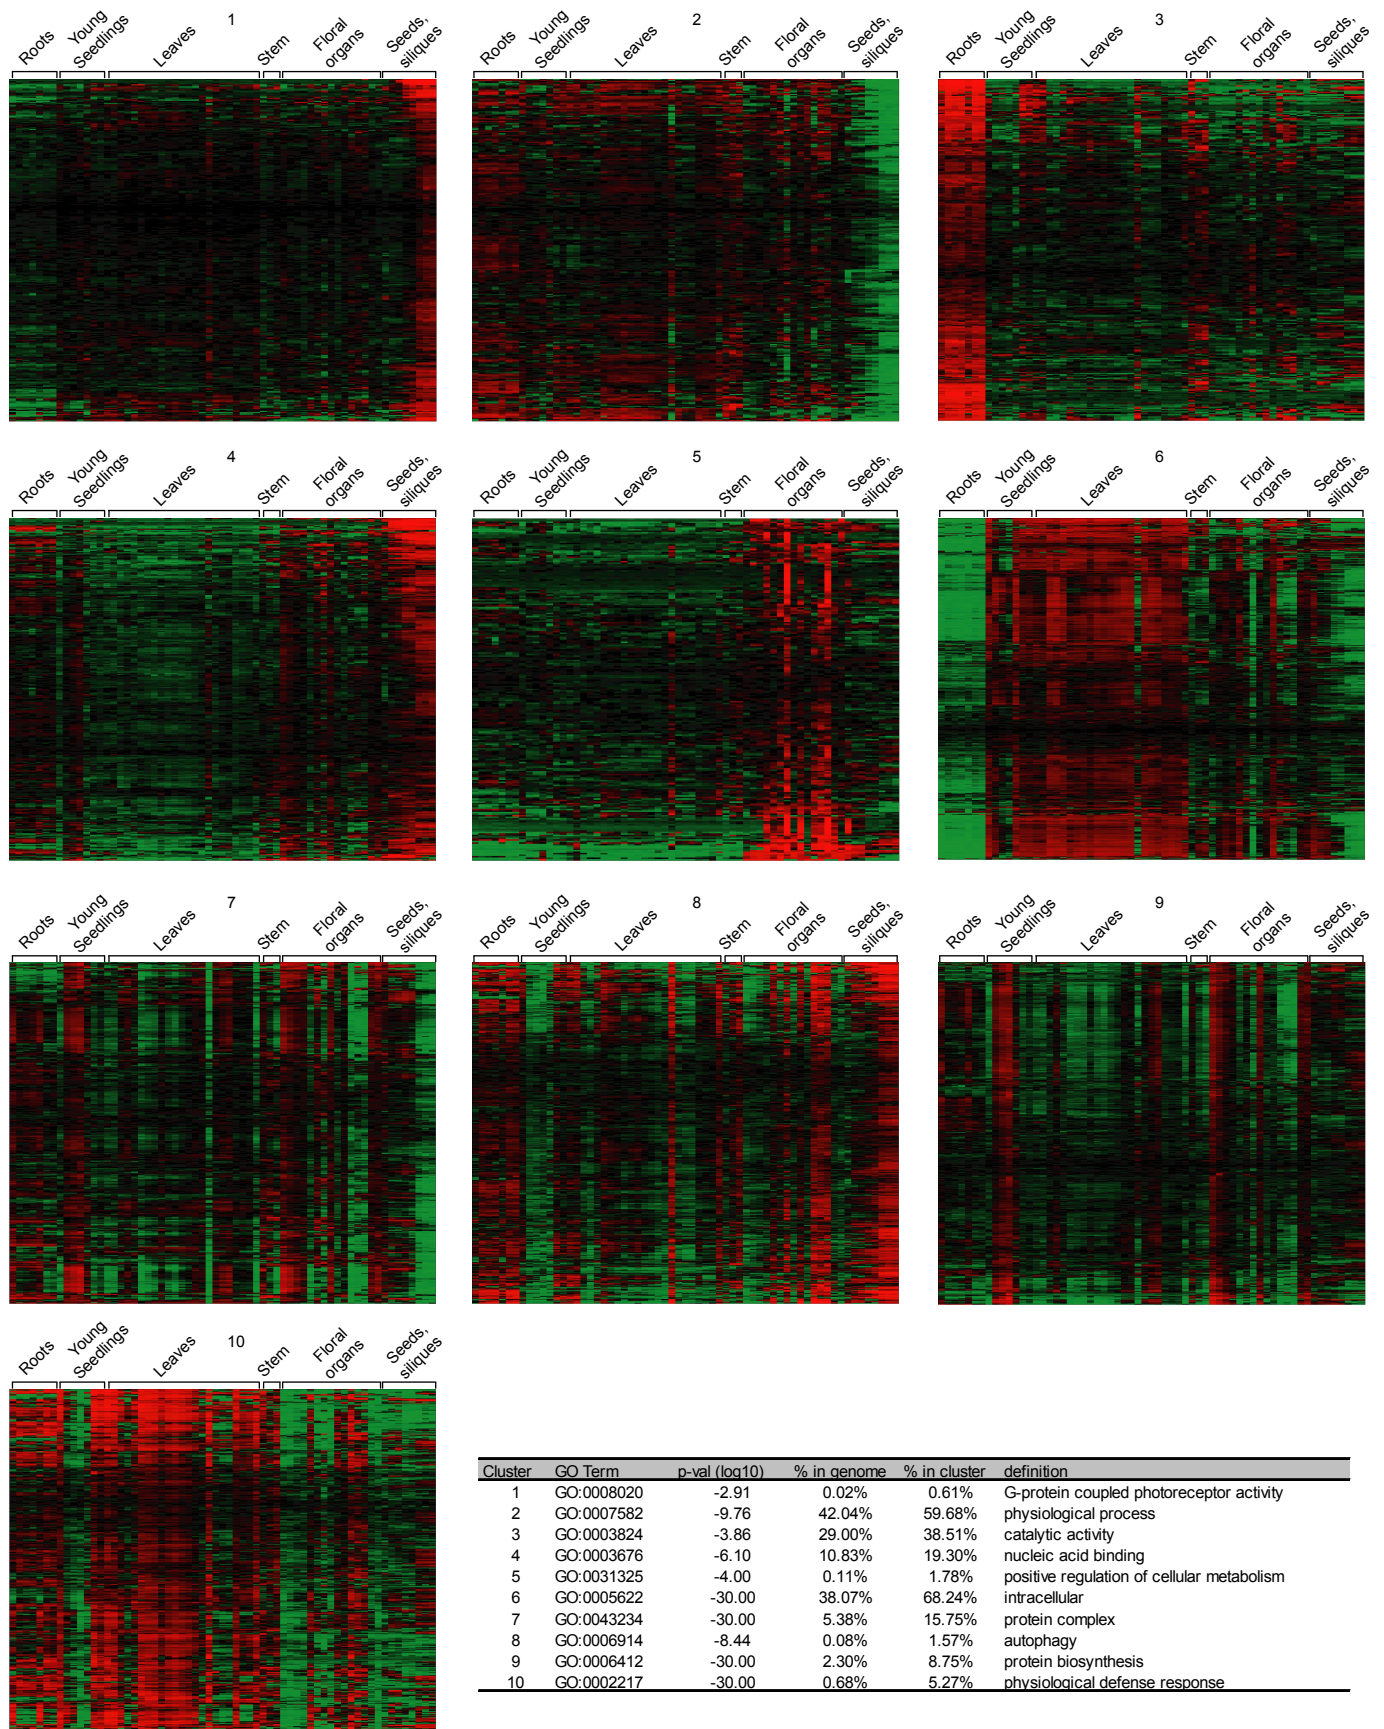 1
Roots
Young
Seedlings
Leaves
Stem
Floral
organs
Seeds,
siliques
2
Roots
Young
Seedlings
Leaves
Stem
Floral
organs
Seeds,
siliques
3
Roots
Young
Seedlings
Leaves
Stem
Floral
organs
Seeds,
siliques
4
Roots
Young
Seedlings
Leaves
Stem
Floral
organs
Seeds,
siliques
5
Roots
Young
Seedlings
Leaves
Stem
Floral
organs
Seeds,
siliques
6
Roots
Young
Seedlings
Leaves
Stem
Floral
organs
Seeds,
siliques
7
Roots
Young
Seedlings
Leaves
Stem
Floral
organs
Seeds,
siliques
8
Roots
Young
Seedlings
Leaves
Stem
Floral
organs
Seeds,
siliques
9
Roots
Young
Seedlings
Leaves
Stem
Floral
organs
Seeds,
siliques
10
Roots
Young
Seedlings
Leaves
Stem
Floral
organs
Seeds,
siliques
Cluster GO Term p-val (log10) % in genome % in cluster definition
1 GO:0008020 -2.91 0.02% 0.61% G-protein coupled photoreceptor activity
2 GO:0007582 -9.76 42.04% 59.68% physiological process
3 GO:0003824 -3.86 29.00% 38.51% catalytic activity
4 GO:0003676 -6.10 10.83% 19.30% nucleic acid binding
5 GO:0031325 -4.00 0.11% 1.78% positive regulation of cellular metabolism
6 GO:0005622 -30.00 38.07% 68.24% intracellular
7 GO:0043234 -30.00 5.38% 15.75% protein complex
8 GO:0006914 -8.44 0.08% 1.57% autophagy
9 GO:0006412 -30.00 2.30% 8.75% protein biosynthesis
10 GO:0002217 -30.00 0.68% 5.27% physiological defense response